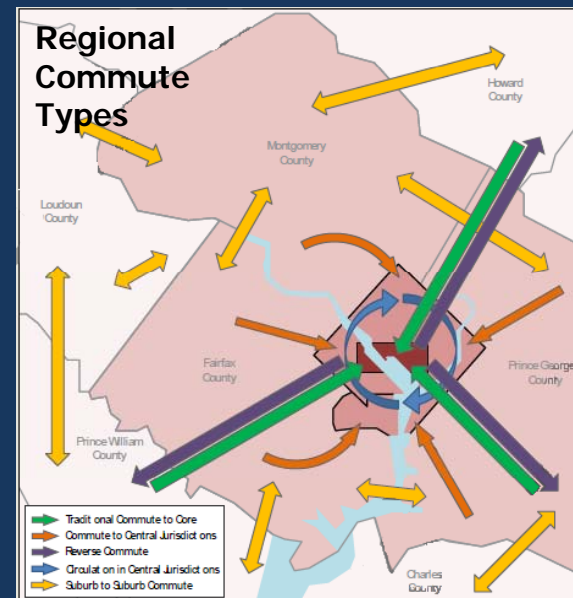 Regional
Commute
Types
Howard
County
Montgomery
County
Loudoun
County
Fairfax
County
Prince George
County
Prince William
County
Charles
County
Traditional Commute to Core
Commute to Central Jurisdictions
Reverse Commute
Circulation in Central Jurisdictions
Suburb to Suburb Commute